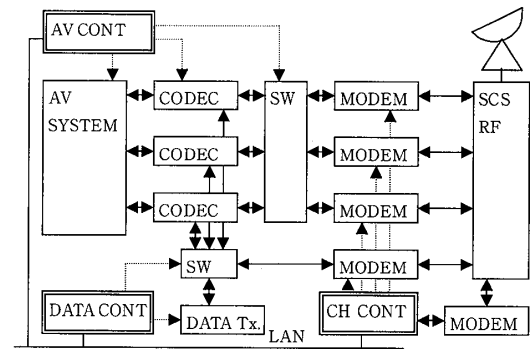 AV CONT
AV
SYSTEM
CODEC
SW
MODEM
SCS
RF
CODEC
MODEM
CODEC
MODEM
SW
MODEM
DATA CONT
DATA Tx.
CH CONT
MODEM
LAN